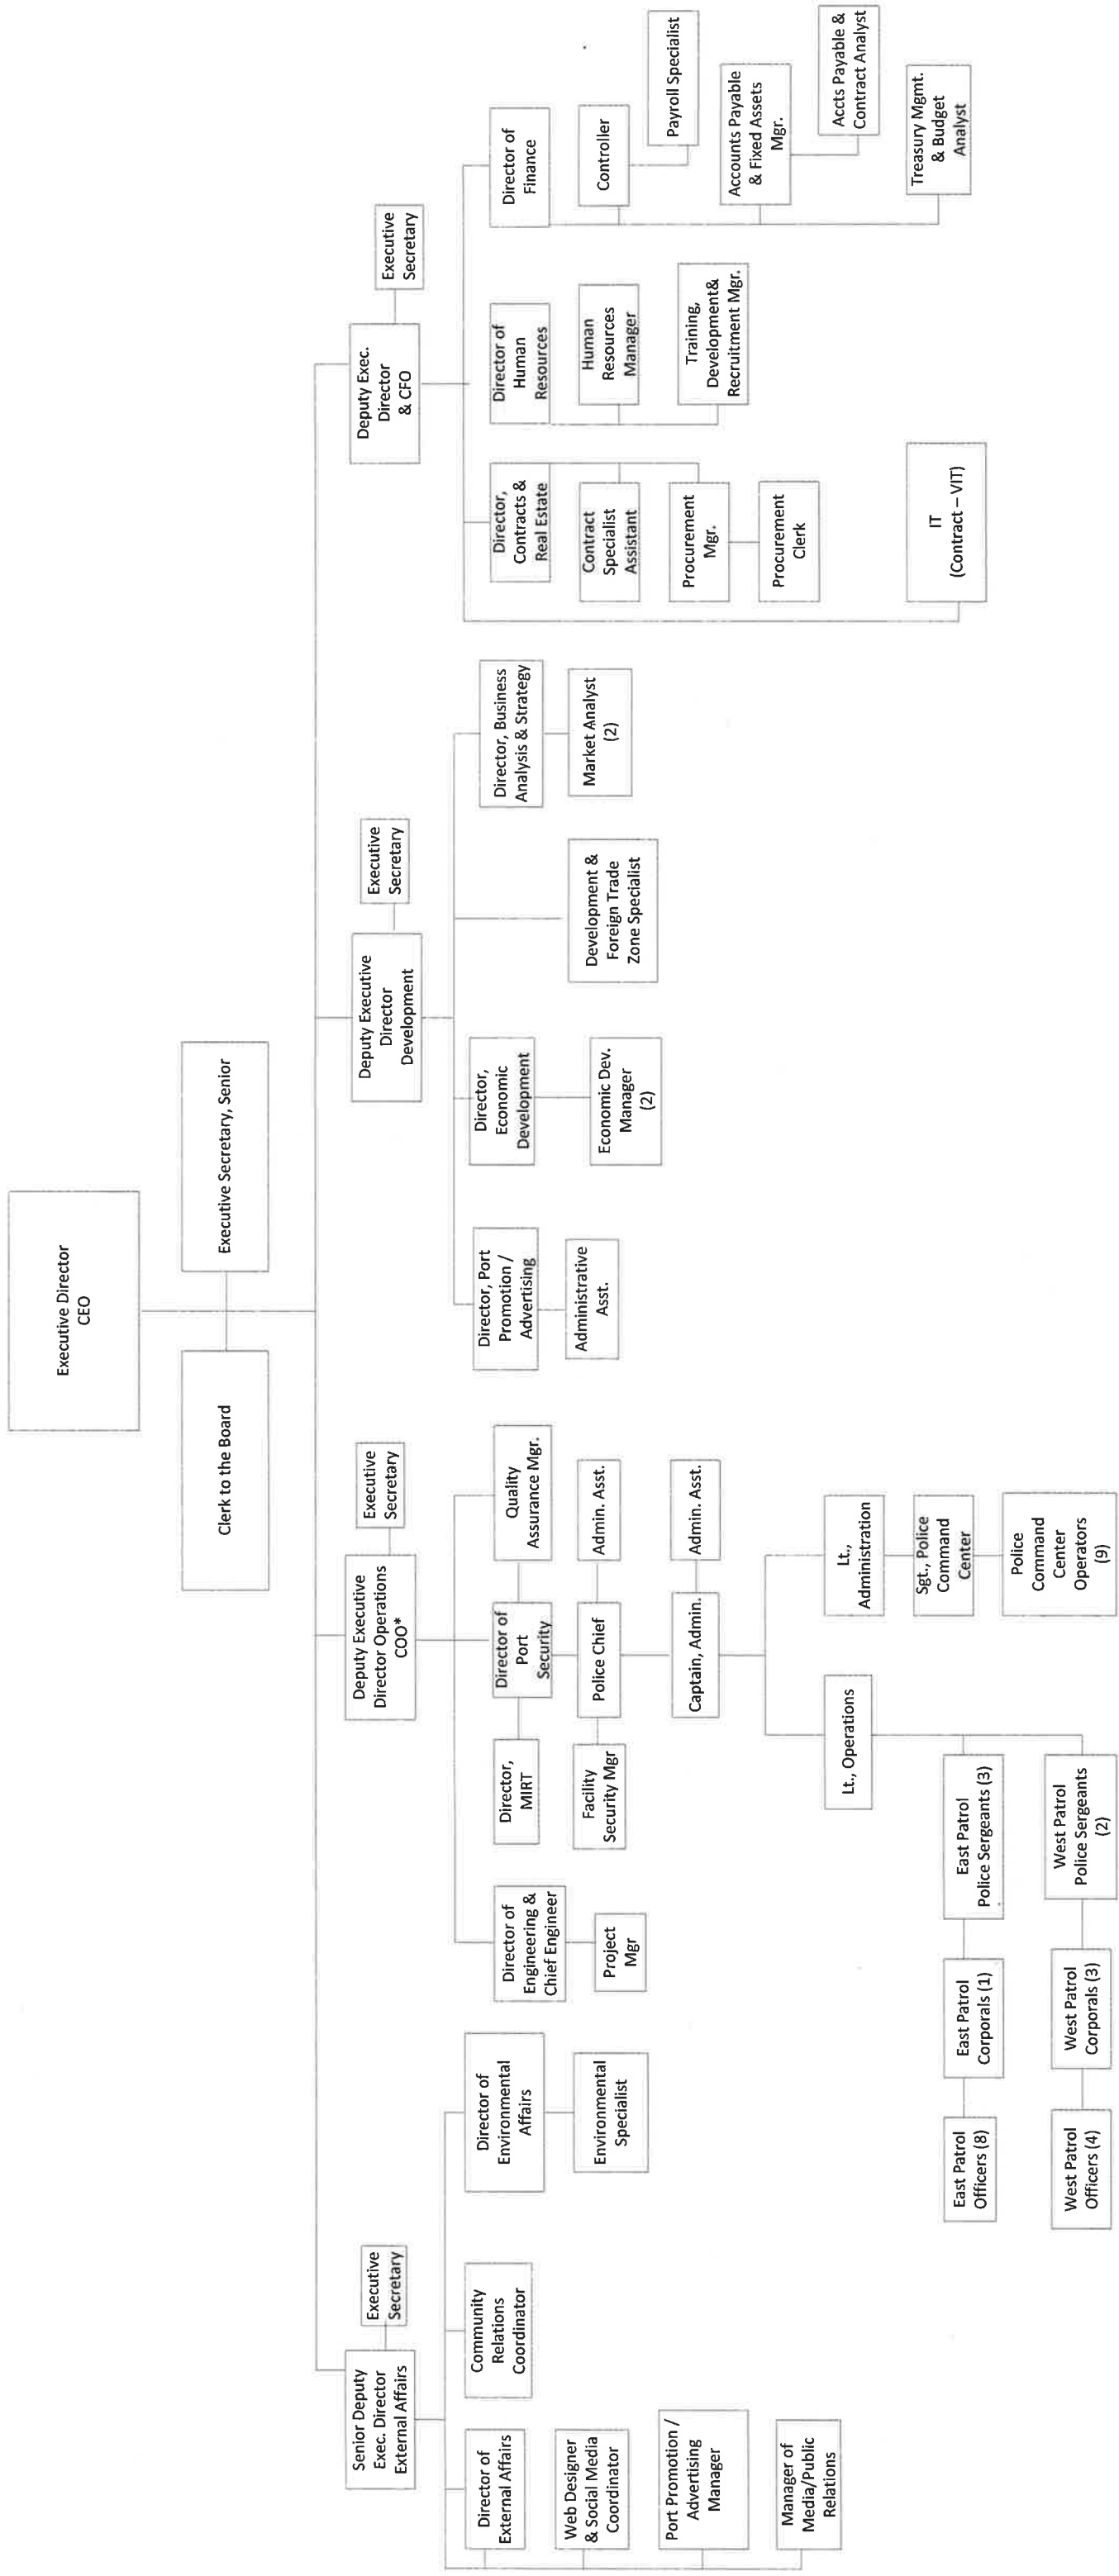 Executive Director
CEO
Clerk to the Board
Executive Secretary, Senior
Senior Deputy
Exec. Director
External Affairs
Executive
Secretary
Director of
External Affairs
Web Designer
& Social Media
Coordinator
Port Promotion /
Advertising
Manager
Manager of
Media/Public
Relations
Community
Relations
Coordinator
Director of
Environmental
Affairs
Environmental
Specialist
Deputy Executive
Director Operations
COO*
Executive
Secretary
Director of
Engineering &
Chief Engineer
Project
Mgr
Director,
MIRT
Director of
Port
Security
Quality
Assurance Mgr.
Facility
Security Mgr
Police Chief
Admin. Asst.
Captain, Admin.
Admin. Asst.
Lt., Operations
Lt.,
Administration
Sgt., Police
Command
Center
Police
Command
Center
Operators
(9)
East Patrol
Officers (8)
East Patrol
Corporals (1)
East Patrol
Police Sergeants (3)
West Patrol
Officers (4)
West Patrol
Corporals (3)
West Patrol
Police Sergeants
(2)
Deputy Executive
Director
Development
Executive
Secretary
Director, Port
Promotion /
Advertising
Administrative
Asst.
Director,
Economic
Development
Economic Dev.
Manager
(2)
Development &
Foreign Trade
Zone Specialist
Director, Business
Analysis & Strategy
Market Analyst
(2)
Deputy Exec.
Director
& CFO
Executive
Secretary
Director,
Contracts &
Real Estate
Contract
Specialist
Assistant
Procurement
Mgr.
Procurement
Clerk
IT
(Contract – VIT)
Director of
Human
Resources
Human
Resources
Manager
Training,
Development&
Recruitment Mgr.
Director of
Finance
Controller
Payroll Specialist
Accounts Payable
& Fixed Assets
Mgr.
Accts Payable &
Contract Analyst
Treasury Mgmt.
& Budget
Analyst